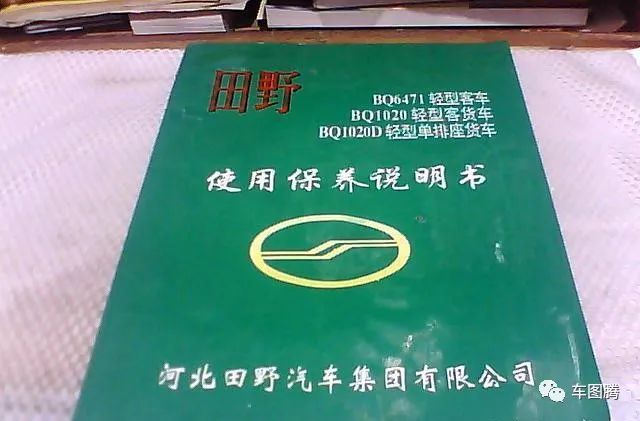 田野
BQ6471 轻型客车
BQ1020 轻型客货车
BQ1020D 轻型单排座货车
使用保养说明书
河北田野汽车集团有限公司
车图腾